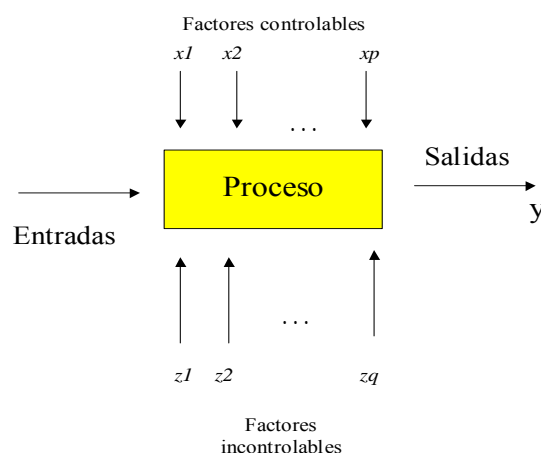 Factores controlables
x1 x2 xp
. . .
Salidas
Proceso
y
Entradas
. . .
z1 z2 zq
Factores
incontrolables